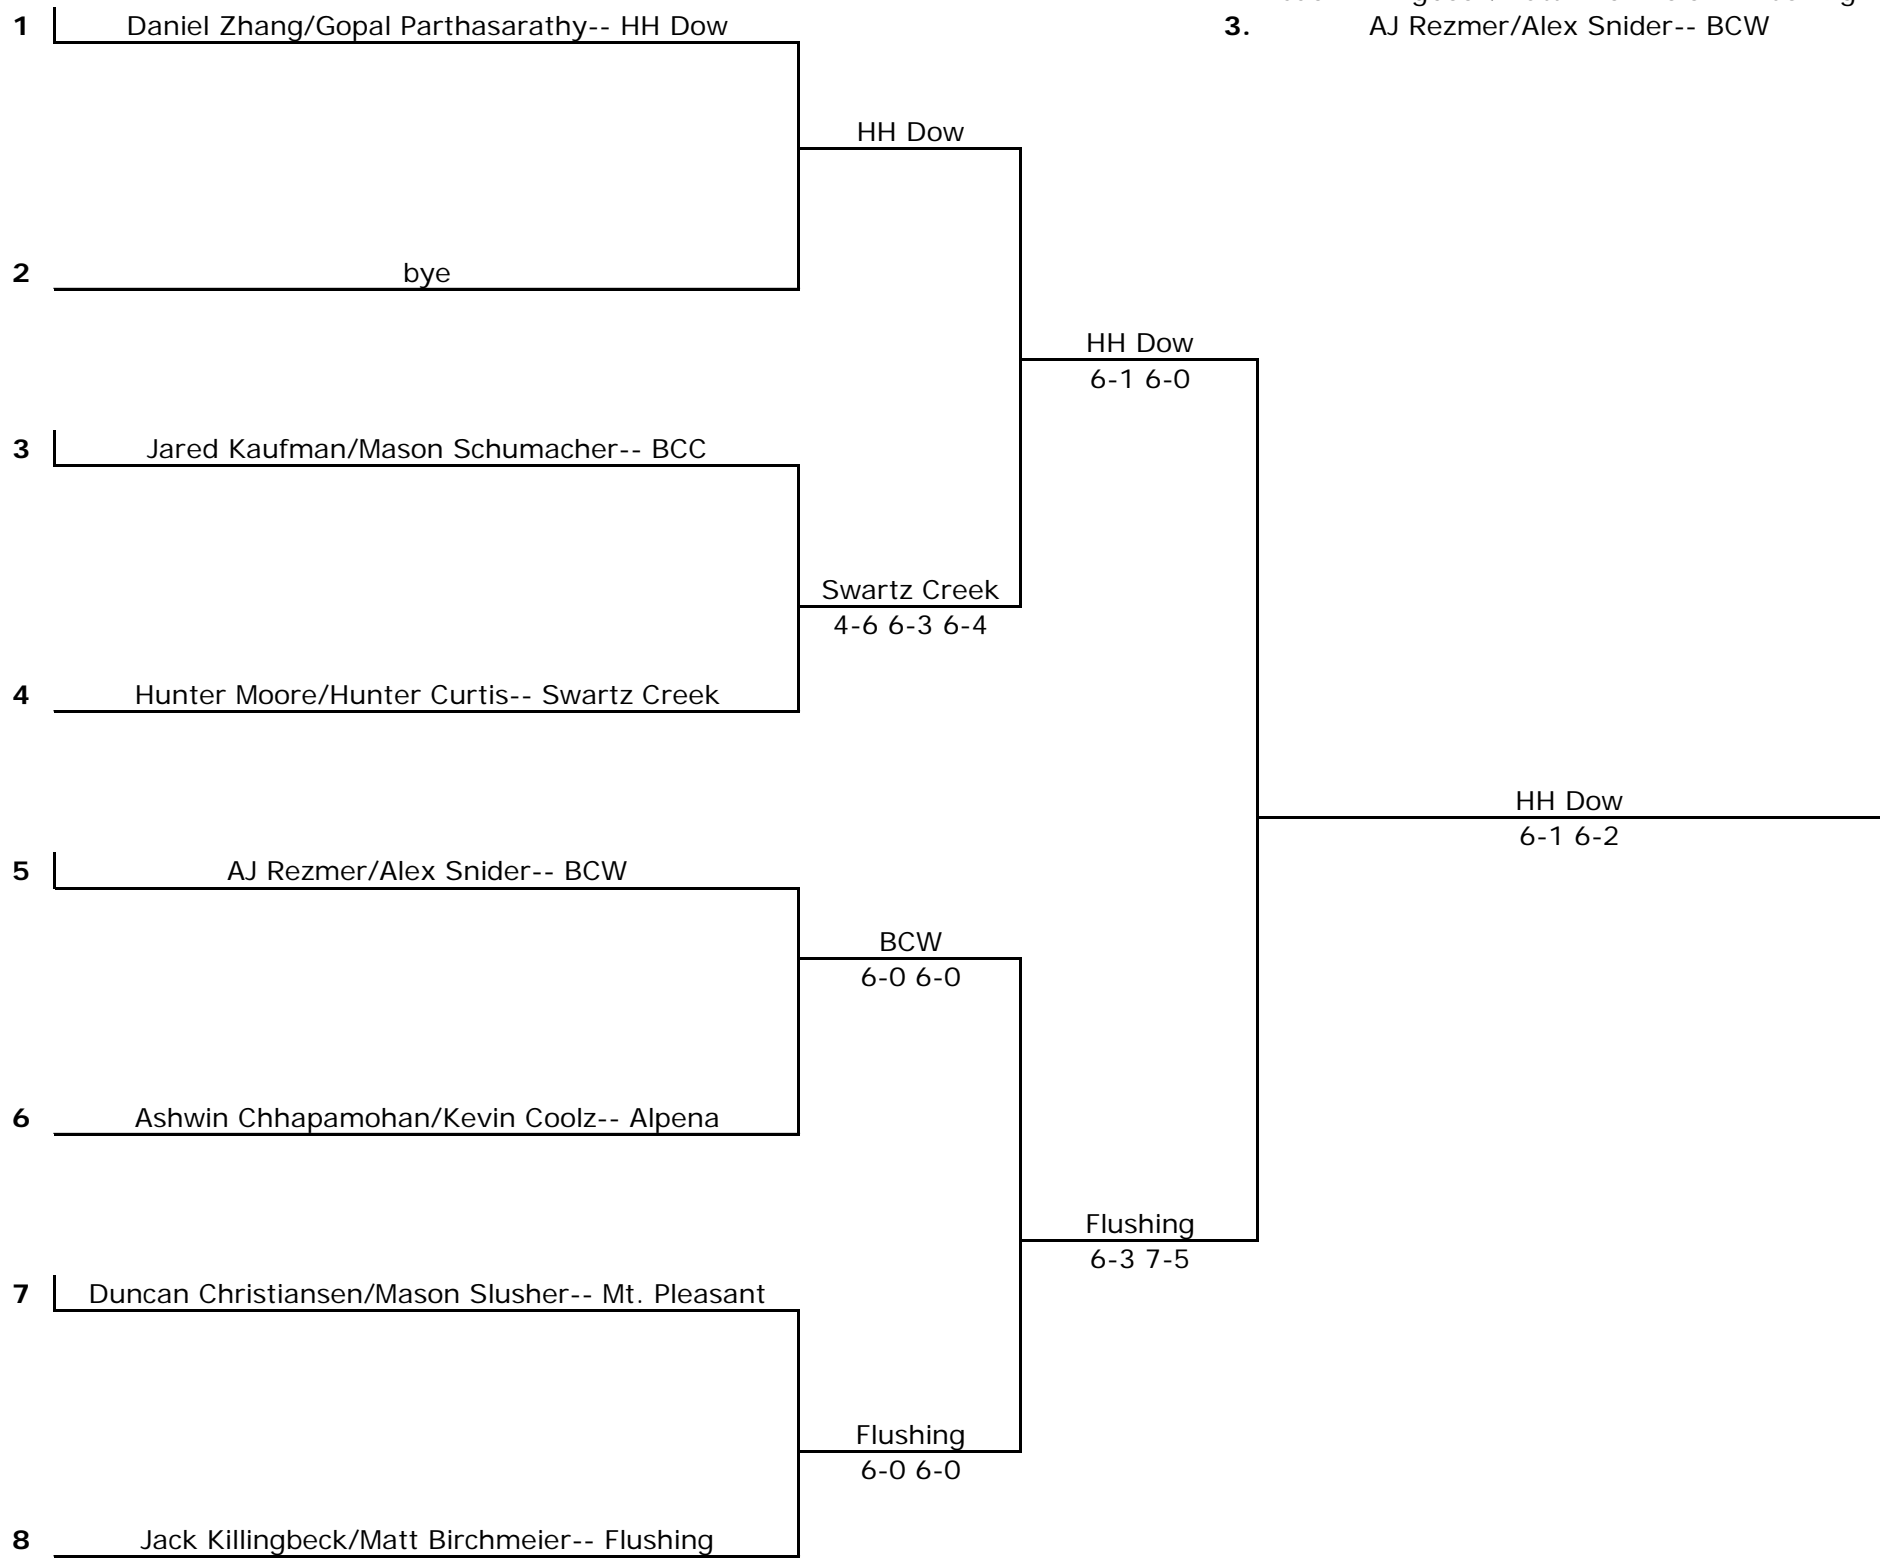 1 Daniel Zhang/Gopal Parthasarathy-- HH Dow
3. AJ Rezmer/Alex Snider-- BCW
HH Dow
2 bye
HH Dow
6-1 6-0
3 Jared Kaufman/Mason Schumacher-- BCC
Swartz Creek
4-6 6-3 6-4
4 Hunter Moore/Hunter Curtis-- Swartz Creek
HH Dow
6-1 6-2
5 AJ Rezmer/Alex Snider-- BCW
BCW
6-0 6-0
6 Ashwin Chhapamohan/Kevin Coolz-- Alpena
Flushing
6-3 7-5
7 Duncan Christiansen/Mason Slusher-- Mt. Pleasant
Flushing
6-0 6-0
8 Jack Killingbeck/Matt Birchmeier-- Flushing